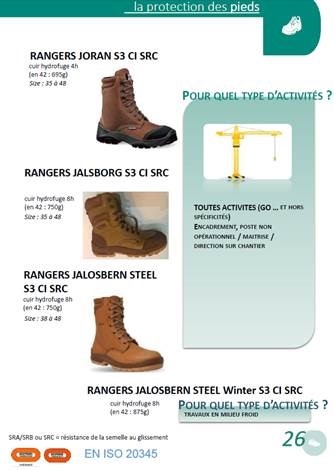 la protection des pieds
RANGERS JORAN S3 CI SRC
cuir hydrofuge 4h
(en 42 : 695g)
Size : 35 à 48
POUR QUEL TYPE D'ACTIVITÉS ?
RANGERS JALSBORG S3 CI SRC
cuir hydrofuge 8h
(en 42 : 750g)
Size : 35 à 48
TOUTES ACTIVITES (GO ... ET HORS
SPÉCIFICITÉS)
ENCADREMENT, POSTE NON
OPÉRATIONNEL / MAITRISE /
DIRECTION SUR CHANTIER
RANGERS JALOSBERN STEEL
S3 CI SRC
cuir hydrofuge 8h
(en 42 : 750g)
Size : 38 à 48
RANGERS JALOSBERN STEEL Winter S3 CI SRC
cuir hydrofuge 8h
(en 42 : 875g)
POUR QUEL TYPE D'ACTIVITÉS ?
TRAVAUX EN MILIEU FROID
SRA/SRB ou SRC = résistance de la semelle au glissement
26
EN ISO 20345